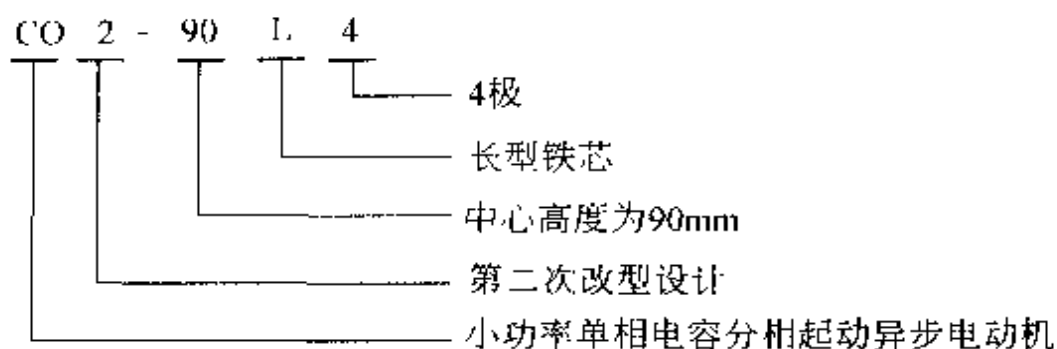 CO 2 - 90 L 4
4极
长型铁芯
中心高度为90mm
第二次改型设计
小功率单相电容分相起动异步电动机